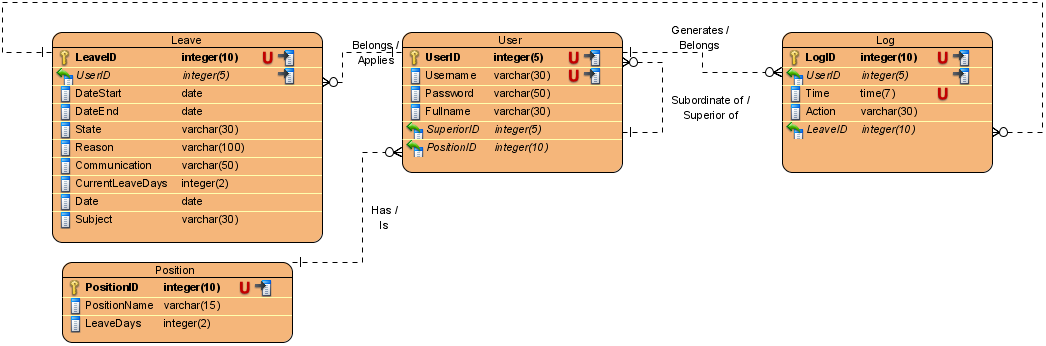 Leave
LeaveID integer(10) U
UserID integer(5)
DateStart date
DateEnd date
State varchar(30)
Reason varchar(100)
Communication varchar(50)
CurrentLeaveDays integer(2)
Date date
Subject varchar(30)
Belongs /
Applies
User
UserID integer(5) U
Username varchar(30) U
Password varchar(50)
Fullname varchar(30)
SuperiorID integer(5)
PositionID integer(10)
Generates /
Belongs
Subordinate of /
Superior of
Log
LogID integer(10) U
UserID integer(5)
Time time(7) U
Action varchar(30)
LeaveID integer(10)
Has /
Is
Position
PositionID integer(10) U
PositionName varchar(15)
LeaveDays integer(2)